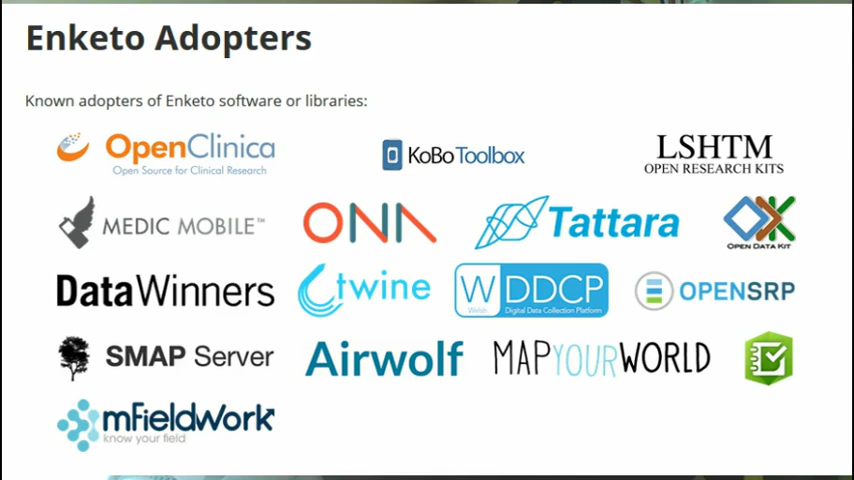 Enketo Adopters
Known adopters of Enketo software or libraries:
OpenClinica
Open Source for Clinical Research
KoBoToolbox
LSHTM
OPEN RESEARCH KITS
MEDIC MOBILE™
ONA
Tattara
OPEN DATA KIT
DataWinners
twine
W DDCP
Welsh Digital Data Collection Platform
OPENSRP
SMAP Server
Airwolf
MAPYOURWORLD
mFieldWork
know your field